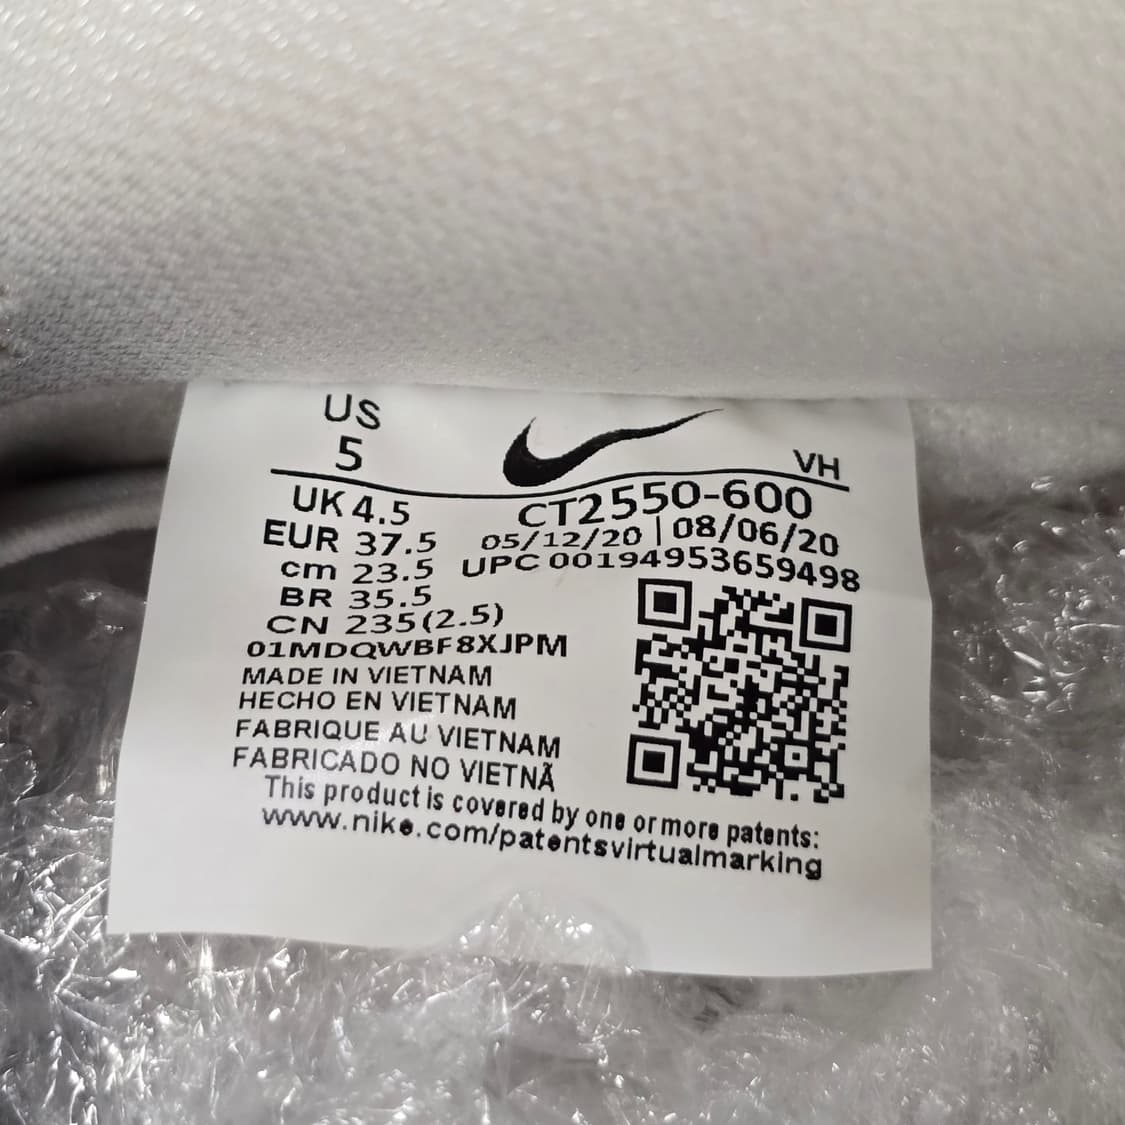 US
5
VH
UK 4.5
CT2550-600
EUR 37.5
05/12/20 | 08/06/20
cm 23.5
UPC 00194953659498
BR 35.5
CN 235(2.5)
01MDQWBF8XJPM
MADE IN VIETNAM
HECHO EN VIETNAM
FABRIQUE AU VIETNAM
FABRICADO NO VIETNÃ
This product is covered by one or more patents:
www.nike.com/patentsvirtualmarking